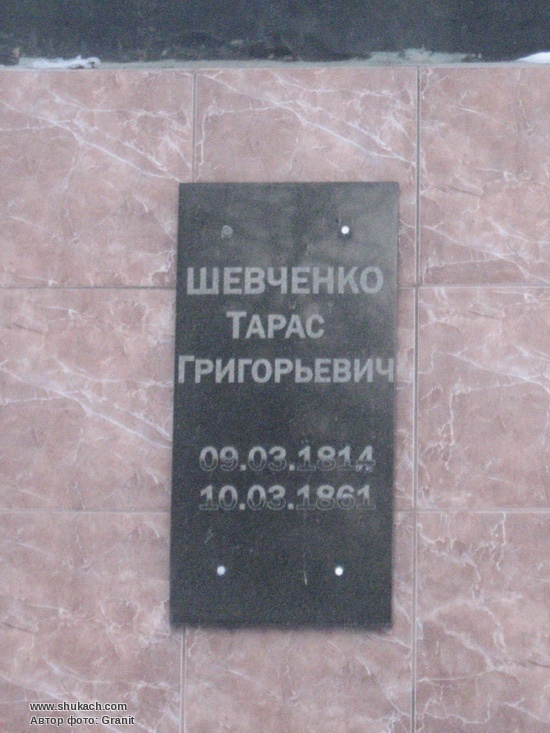 ШЕВЧЕНКО
ТАРАС
ГРИГОРЬЕВИЧ
09.03.1814
10.03.1861
www.shukach.com
Автор фото: Granit